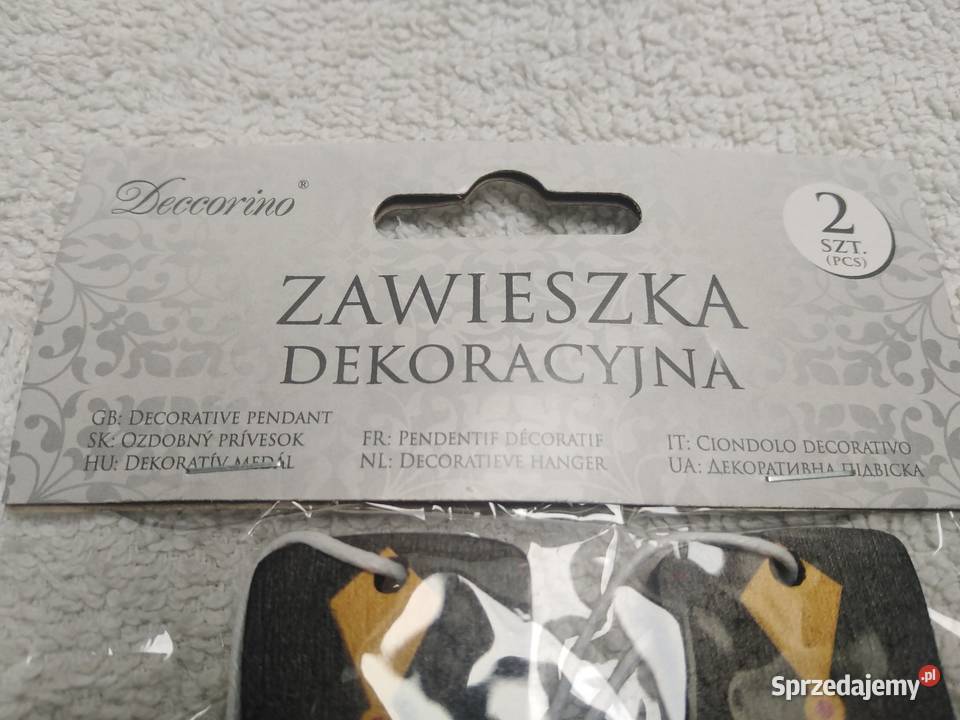 Deccorino®
2
SZT.
(PCS)
ZAWIESZKA
DEKORACYJNA
GB: DECORATIVE PENDANT
SK: OZDOBNÝ PRÍVESOK
HU: DEKORATÍV MEDÁL
FR: PENDENTIF DÉCORATIF
NL: DECORATIEVE HANGER
IT: CIONDOLO DECORATIVO
UA: ДЕКОРАТИВНА ПІДВІСКА
Sprzedajemy.pl